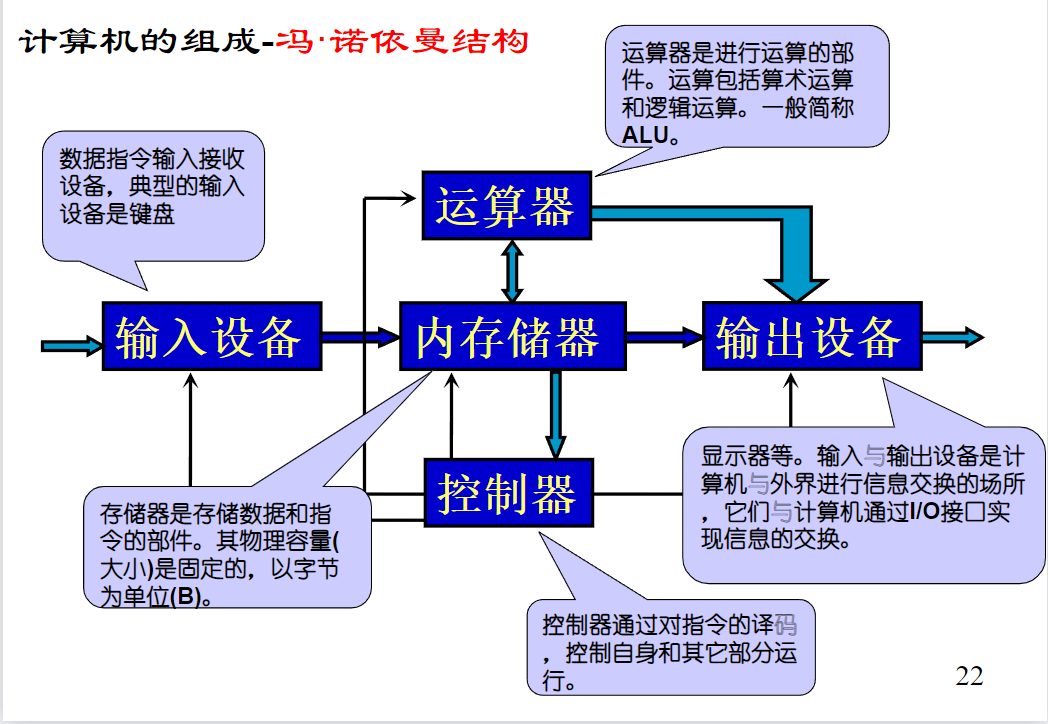 计算机的组成-冯·诺依曼结构
运算器是进行运算的部
件。运算包括算术运算
和逻辑运算。一般简称
ALU。
数据指令输入接收
设备，典型的输入
设备是键盘
运算器
输入设备
内存储器
输出设备
控制器
显示器等。输入与输出设备是计
算机与外界进行信息交换的场所
，它们与计算机通过I/O接口实
现信息的交换。
存储器是存储数据和指
令的部件。其物理容量(
大小)是固定的，以字节
为单位(B)。
控制器通过对指令的译码
，控制自身和其它部分运
行。
22